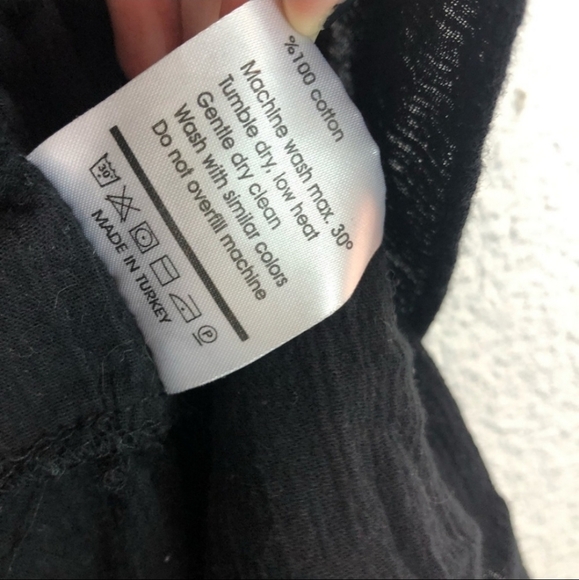 %100 cotton
Machine wash max. 30°
Tumble dry, low heat
Gentle dry clean
Wash with similar colors
Do not overfill machine
30°
P
MADE IN TURKEY